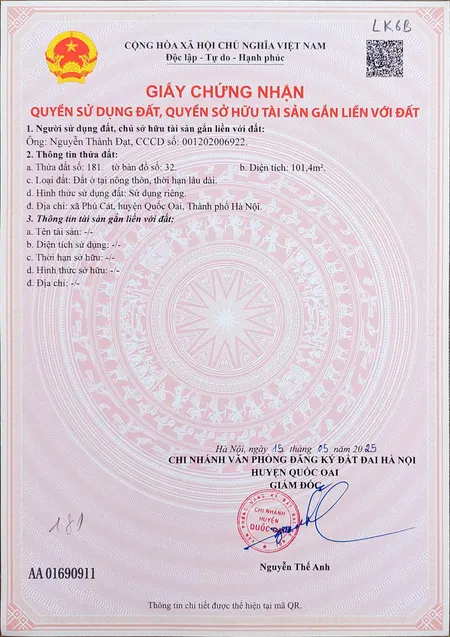 LK6B
CỘNG HÒA XÃ HỘI CHỦ NGHĨA VIỆT NAM
Độc lập - Tự do - Hạnh phúc
GIẤY CHỨNG NHẬN
QUYỀN SỬ DỤNG ĐẤT, QUYỀN SỞ HỮU TÀI SẢN GẮN LIỀN VỚI ĐẤT
1. Người sử dụng đất, chủ sở hữu tài sản gắn liền với đất:
Ông: Nguyễn Thành Đạt, CCCD số: 001202006922.
2. Thông tin thửa đất:
a. Thửa đất số: 181. tờ bản đồ số: 32. b. Diện tích: 101,4m².
c. Loại đất: Đất ở tại nông thôn, thời hạn lâu dài.
d. Hình thức sử dụng đất: Sử dụng riêng.
đ. Địa chỉ: xã Phú Cát, huyện Quốc Oai, Thành phố Hà Nội.
3. Thông tin tài sản gắn liền với đất:
a. Tên tài sản: -/-
b. Diện tích sử dụng: -/-
c. Thời hạn sở hữu: -/-
d. Hình thức sở hữu: -/-
đ. Địa chỉ: -/-
Hà Nội, ngày 15 tháng 05 năm 2025
CHI NHÁNH VĂN PHÒNG ĐĂNG KÝ ĐẤT ĐAI HÀ NỘI
HUYỆN QUỐC OAI
GIÁM ĐỐC
CHI NHÁNH
HUYỆN
QUỐC OAI
181
Nguyễn Thế Anh
AA 01690911
Thông tin chi tiết được thể hiện tại mã QR.